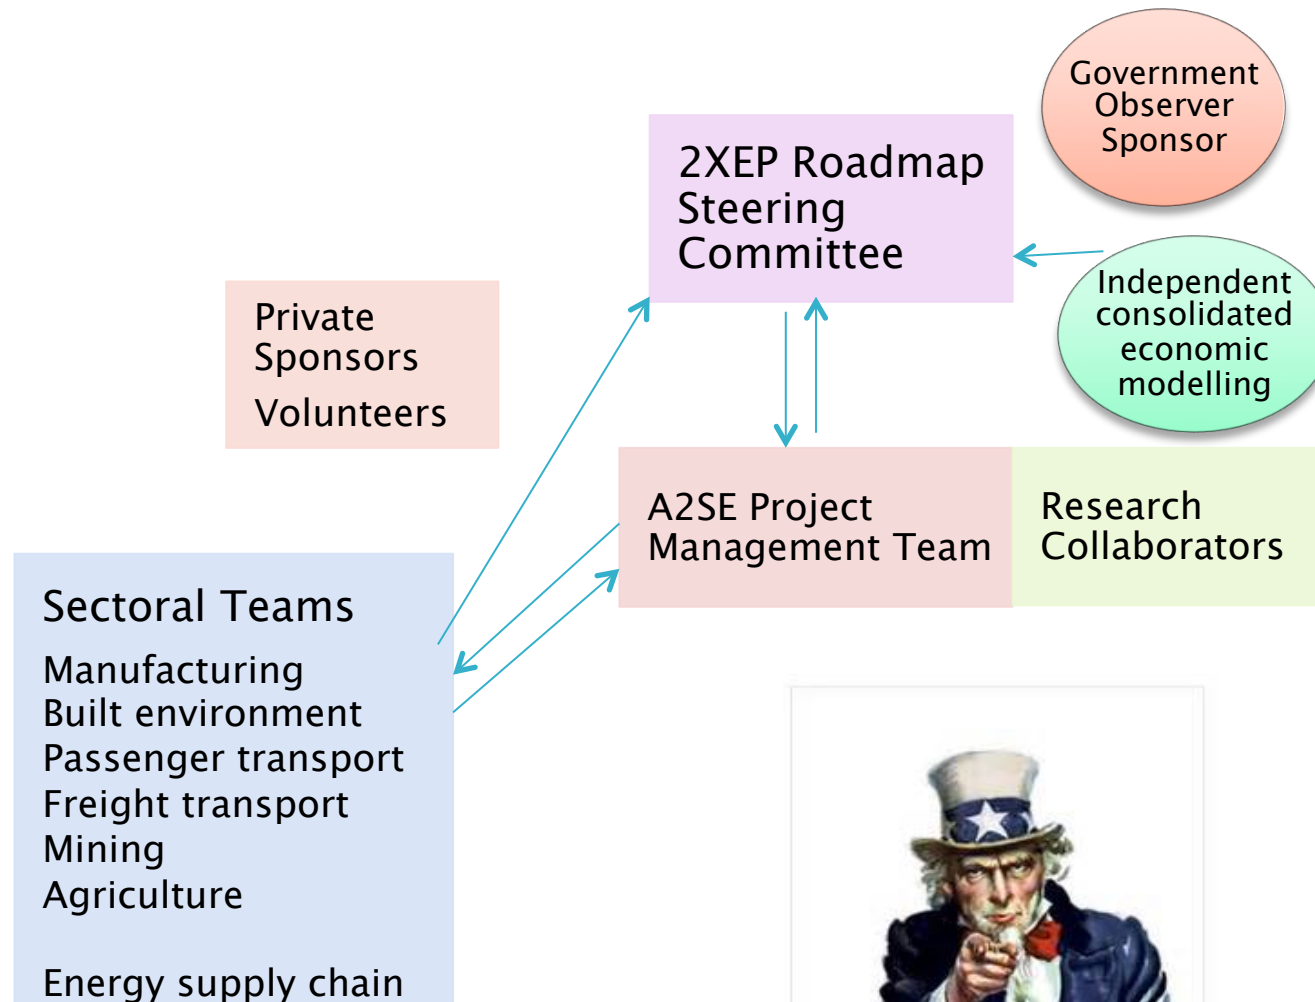 Government
Observer
Sponsor
2XEP Roadmap
Steering
Committee
Independent
consolidated
economic
modelling
Private
Sponsors
Volunteers
A2SE Project
Management Team
Research
Collaborators
Sectoral Teams
Manufacturing
Built environment
Passenger transport
Freight transport
Mining
Agriculture
Energy supply chain